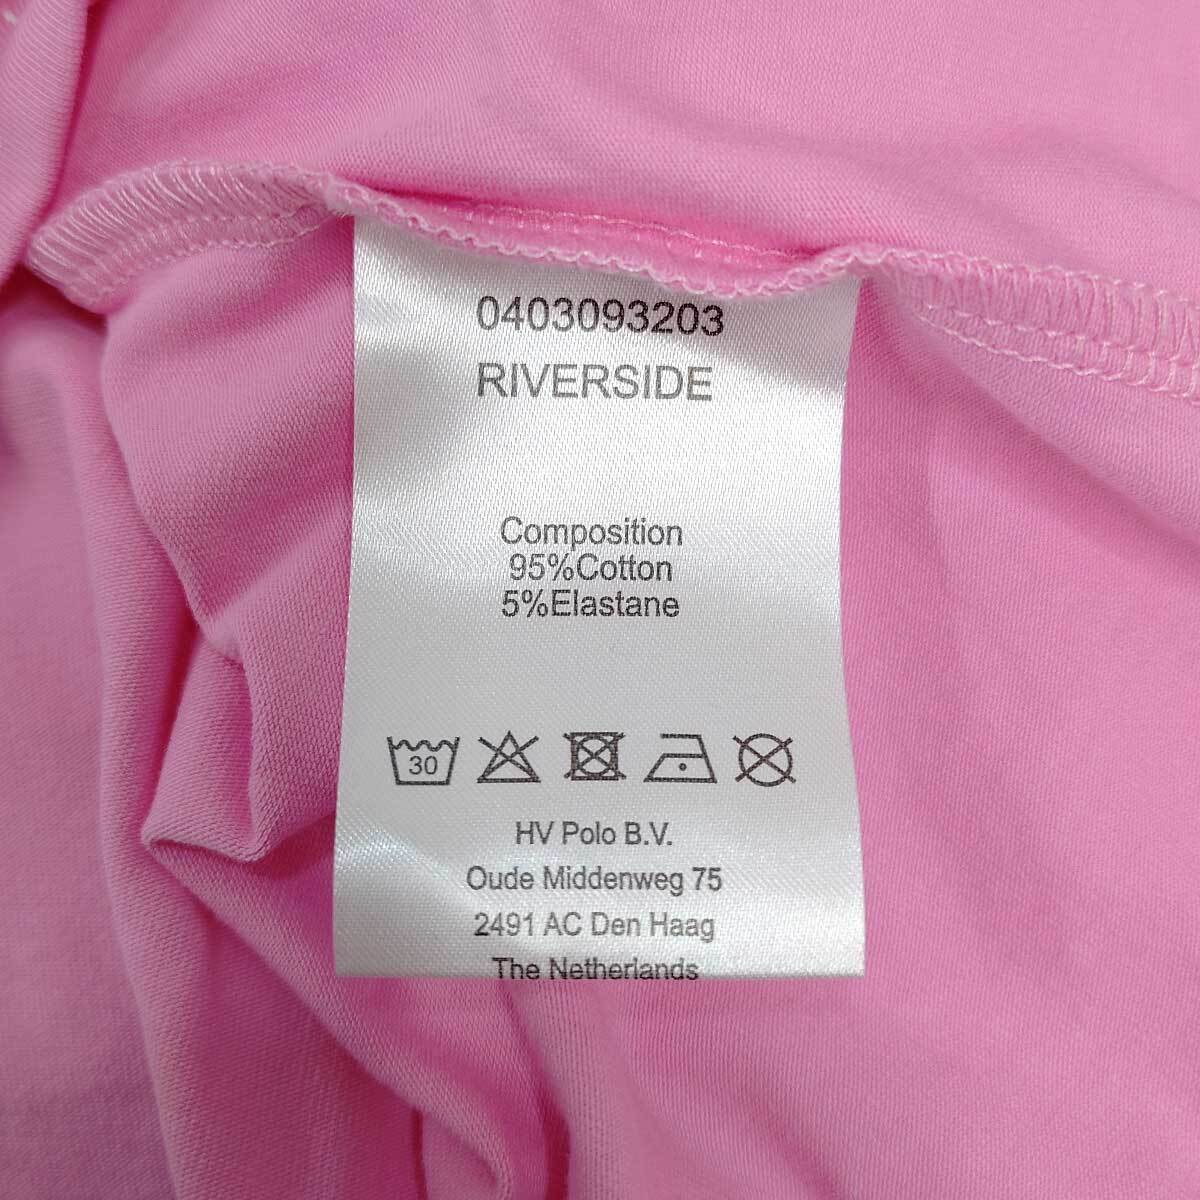 0403093203
RIVERSIDE
Composition
95%Cotton
5%Elastane
30
HV Polo B.V.
Oude Middenweg 75
2491 AC Den Haag
The Netherlands